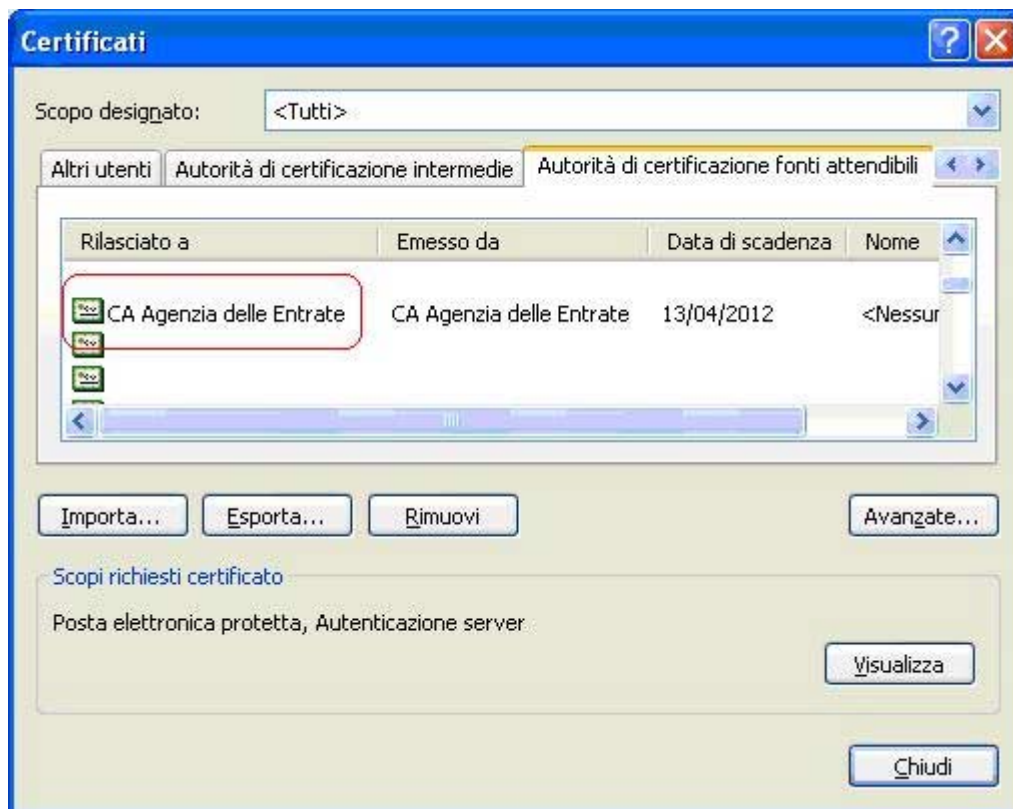 Certificati
Scopo designato: <Tutti>
Altri utenti Autorità di certificazione intermedie Autorità di certificazione fonti attendibili
Rilasciato a Emesso da Data di scadenza Nome
CA Agenzia delle Entrate CA Agenzia delle Entrate 13/04/2012 <Nessur
Importa... Esporta... Rimuovi Avanzate...
Scopi richiesti certificato
Posta elettronica protetta, Autenticazione server
Visualizza
Chiudi